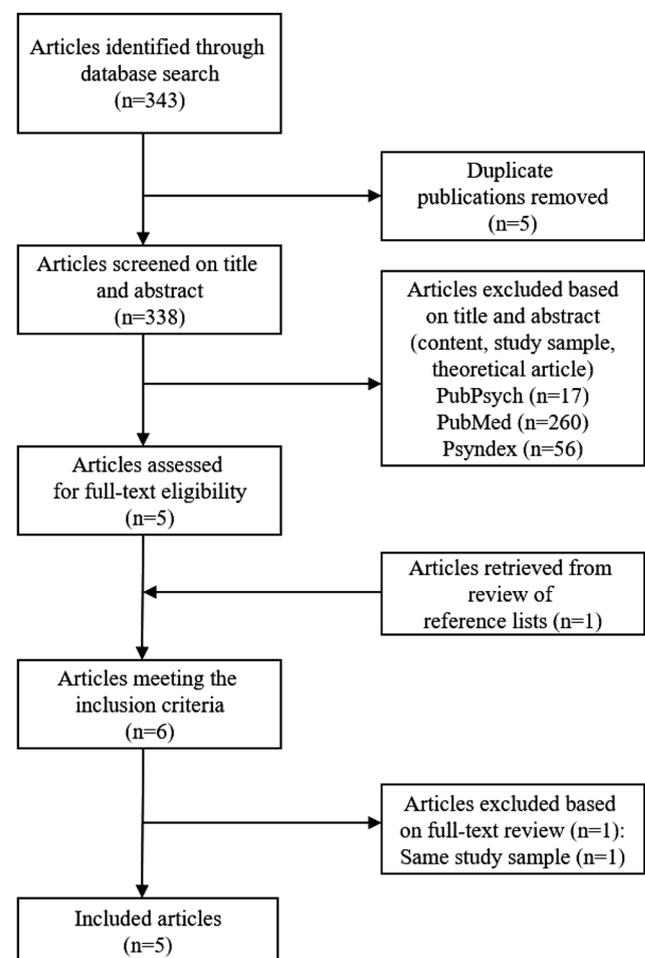 Articles identified through
database search
(n=343)
Duplicate
publications removed
(n=5)
Articles screened on title
and abstract
(n=338)
Articles excluded based
on title and abstract
(content, study sample,
theoretical article)
PubPsych (n=17)
PubMed (n=260)
Psyndex (n=56)
Articles assessed
for full-text eligibility
(n=5)
Articles retrieved from
review of
reference lists (n=1)
Articles meeting the
inclusion criteria
(n=6)
Articles excluded based
on full-text review (n=1):
Same study sample (n=1)
Included articles
(n=5)